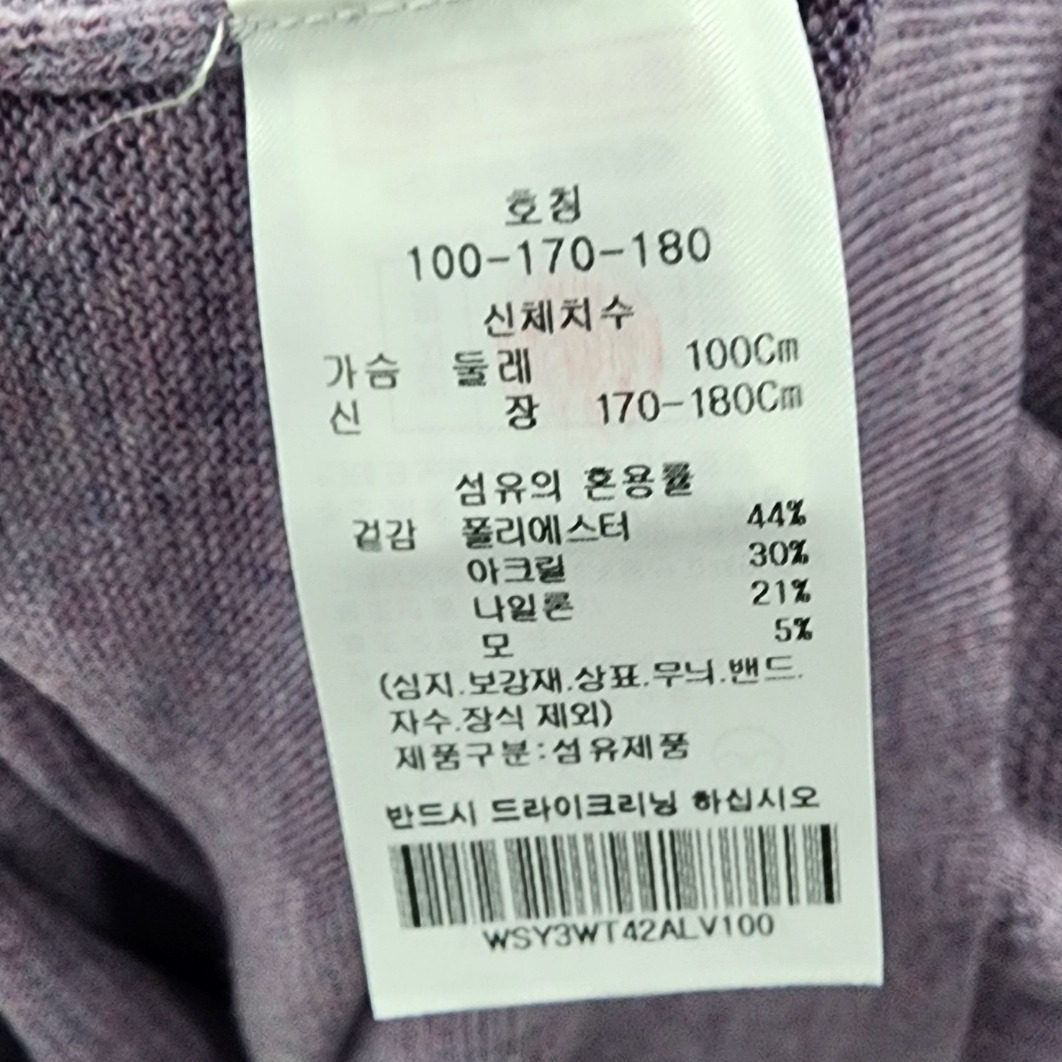 호칭
100-170-180
신체치수
가슴 둘레 100Cm
신 장 170-180Cm
섬유의 혼용률
겉감 폴리에스터 44%
아크릴 30%
나일론 21%
모 5%
(심지.보강재.상표.무늬.밴드.
자수.장식 제외)
제품구분:섬유제품
반드시 드라이크리닝 하십시오
WSY3WT42ALV100